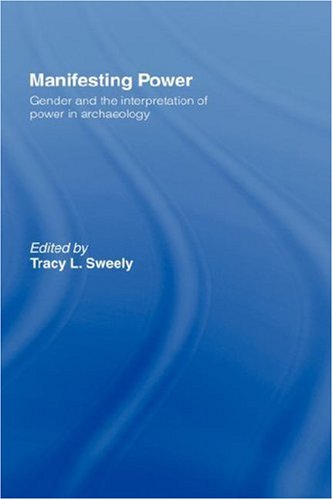 Manifesting Power
Gender and the interpretation of
power in archaeology
Edited by
Tracy L. Sweely